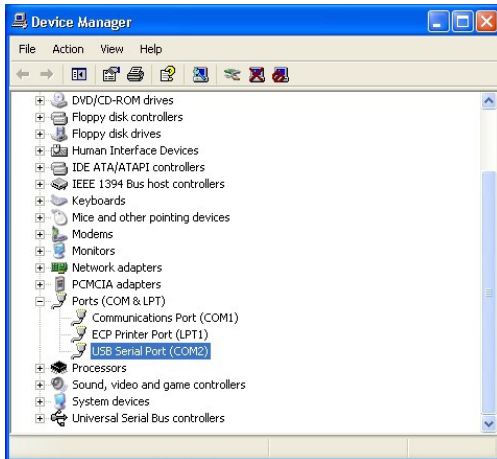 Device Manager
File Action View Help
DVD/CD-ROM drives
Floppy disk controllers
Floppy disk drives
Human Interface Devices
IDE ATA/ATAPI controllers
IEEE 1394 Bus host controllers
Keyboards
Mice and other pointing devices
Modems
Monitors
Network adapters
PCMCIA adapters
Ports (COM & LPT)
Communications Port (COM1)
ECP Printer Port (LPT1)
USB Serial Port (COM2)
Processors
Sound, video and game controllers
System devices
Universal Serial Bus controllers